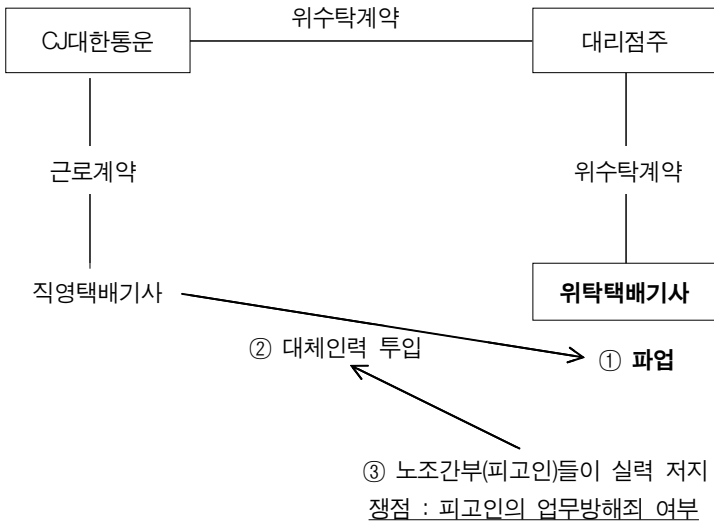 위수탁계약
CJ대한통운
대리점주
근로계약
위수탁계약
직영택배기사
위탁택배기사
② 대체인력 투입
① 파업
③ 노조간부(피고인)들이 실력 저지
쟁점 : 피고인의 업무방해죄 여부